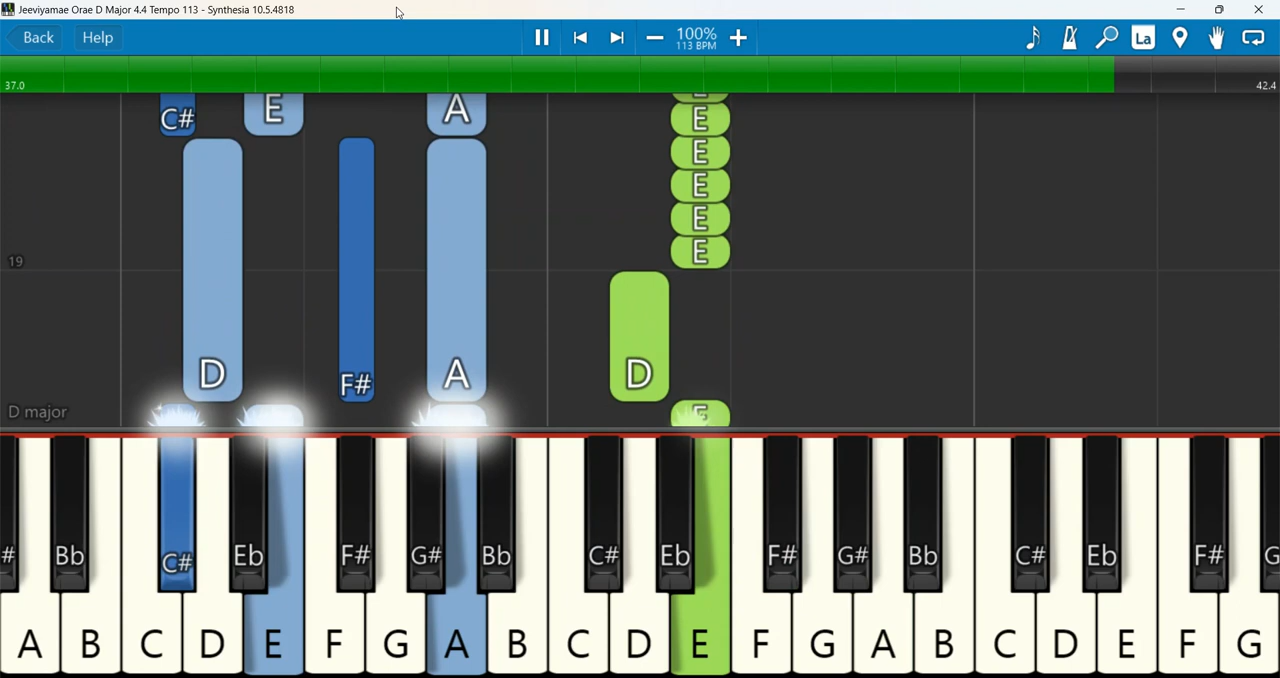 Jeeviyamae Orae D Major 4.4 Tempo 113 - Synthesia 10.5.4818
Back Help 100% La
113 BPM
37.0 42.4
C# E A E
E
E
E
E
E
19
D F# A D
D major E
# Bb C# Eb F# G# Bb C# Eb F# G# Bb C# Eb F# G
A B C D E F G A B C D E F G A B C D E F G